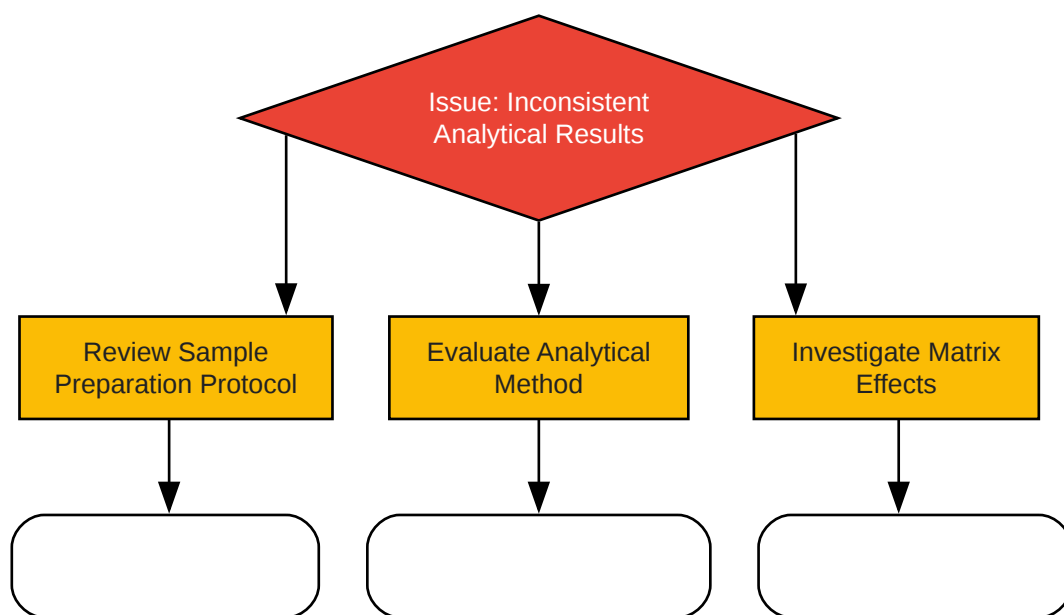 Issue: Inconsistent
Analytical Results
Review Sample
Preparation Protocol
Evaluate Analytical
Method
Investigate Matrix
Effects